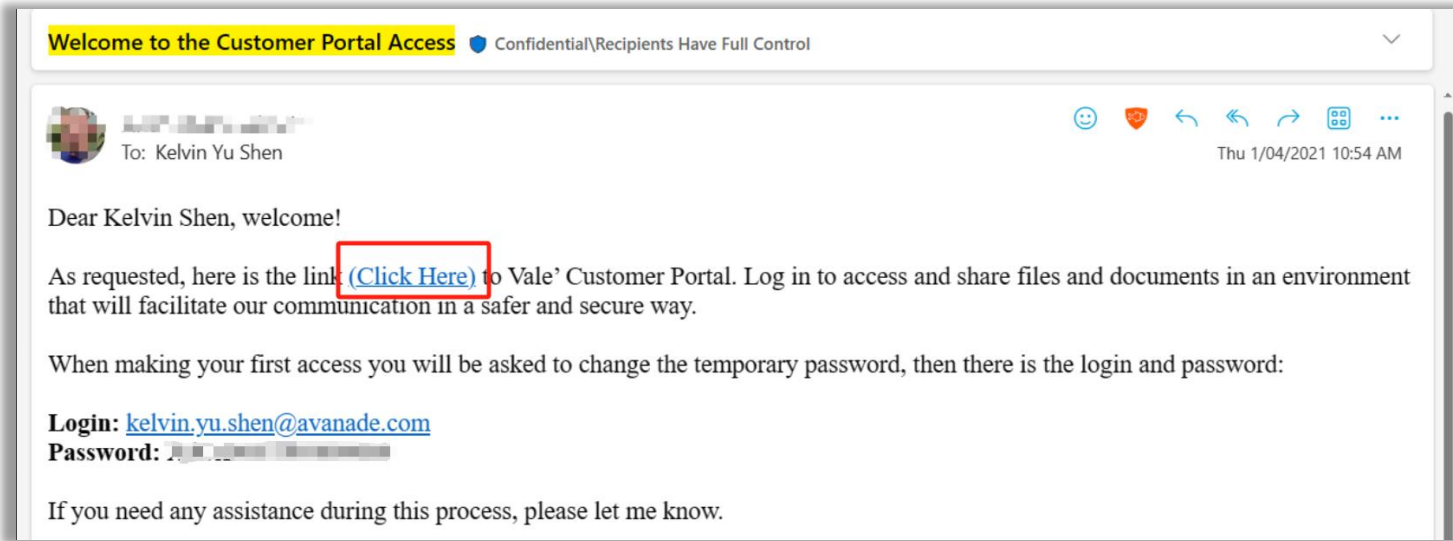 Welcome to the Customer Portal Access Confidential\Recipients Have Full Control
To: Kelvin Yu Shen
Thu 1/04/2021 10:54 AM
Dear Kelvin Shen, welcome!
As requested, here is the link (Click Here) to Vale’ Customer Portal. Log in to access and share files and documents in an environment
that will facilitate our communication in a safer and secure way.
When making your first access you will be asked to change the temporary password, then there is the login and password:
Login: kelvin.yu.shen@avanade.com
Password:
If you need any assistance during this process, please let me know.